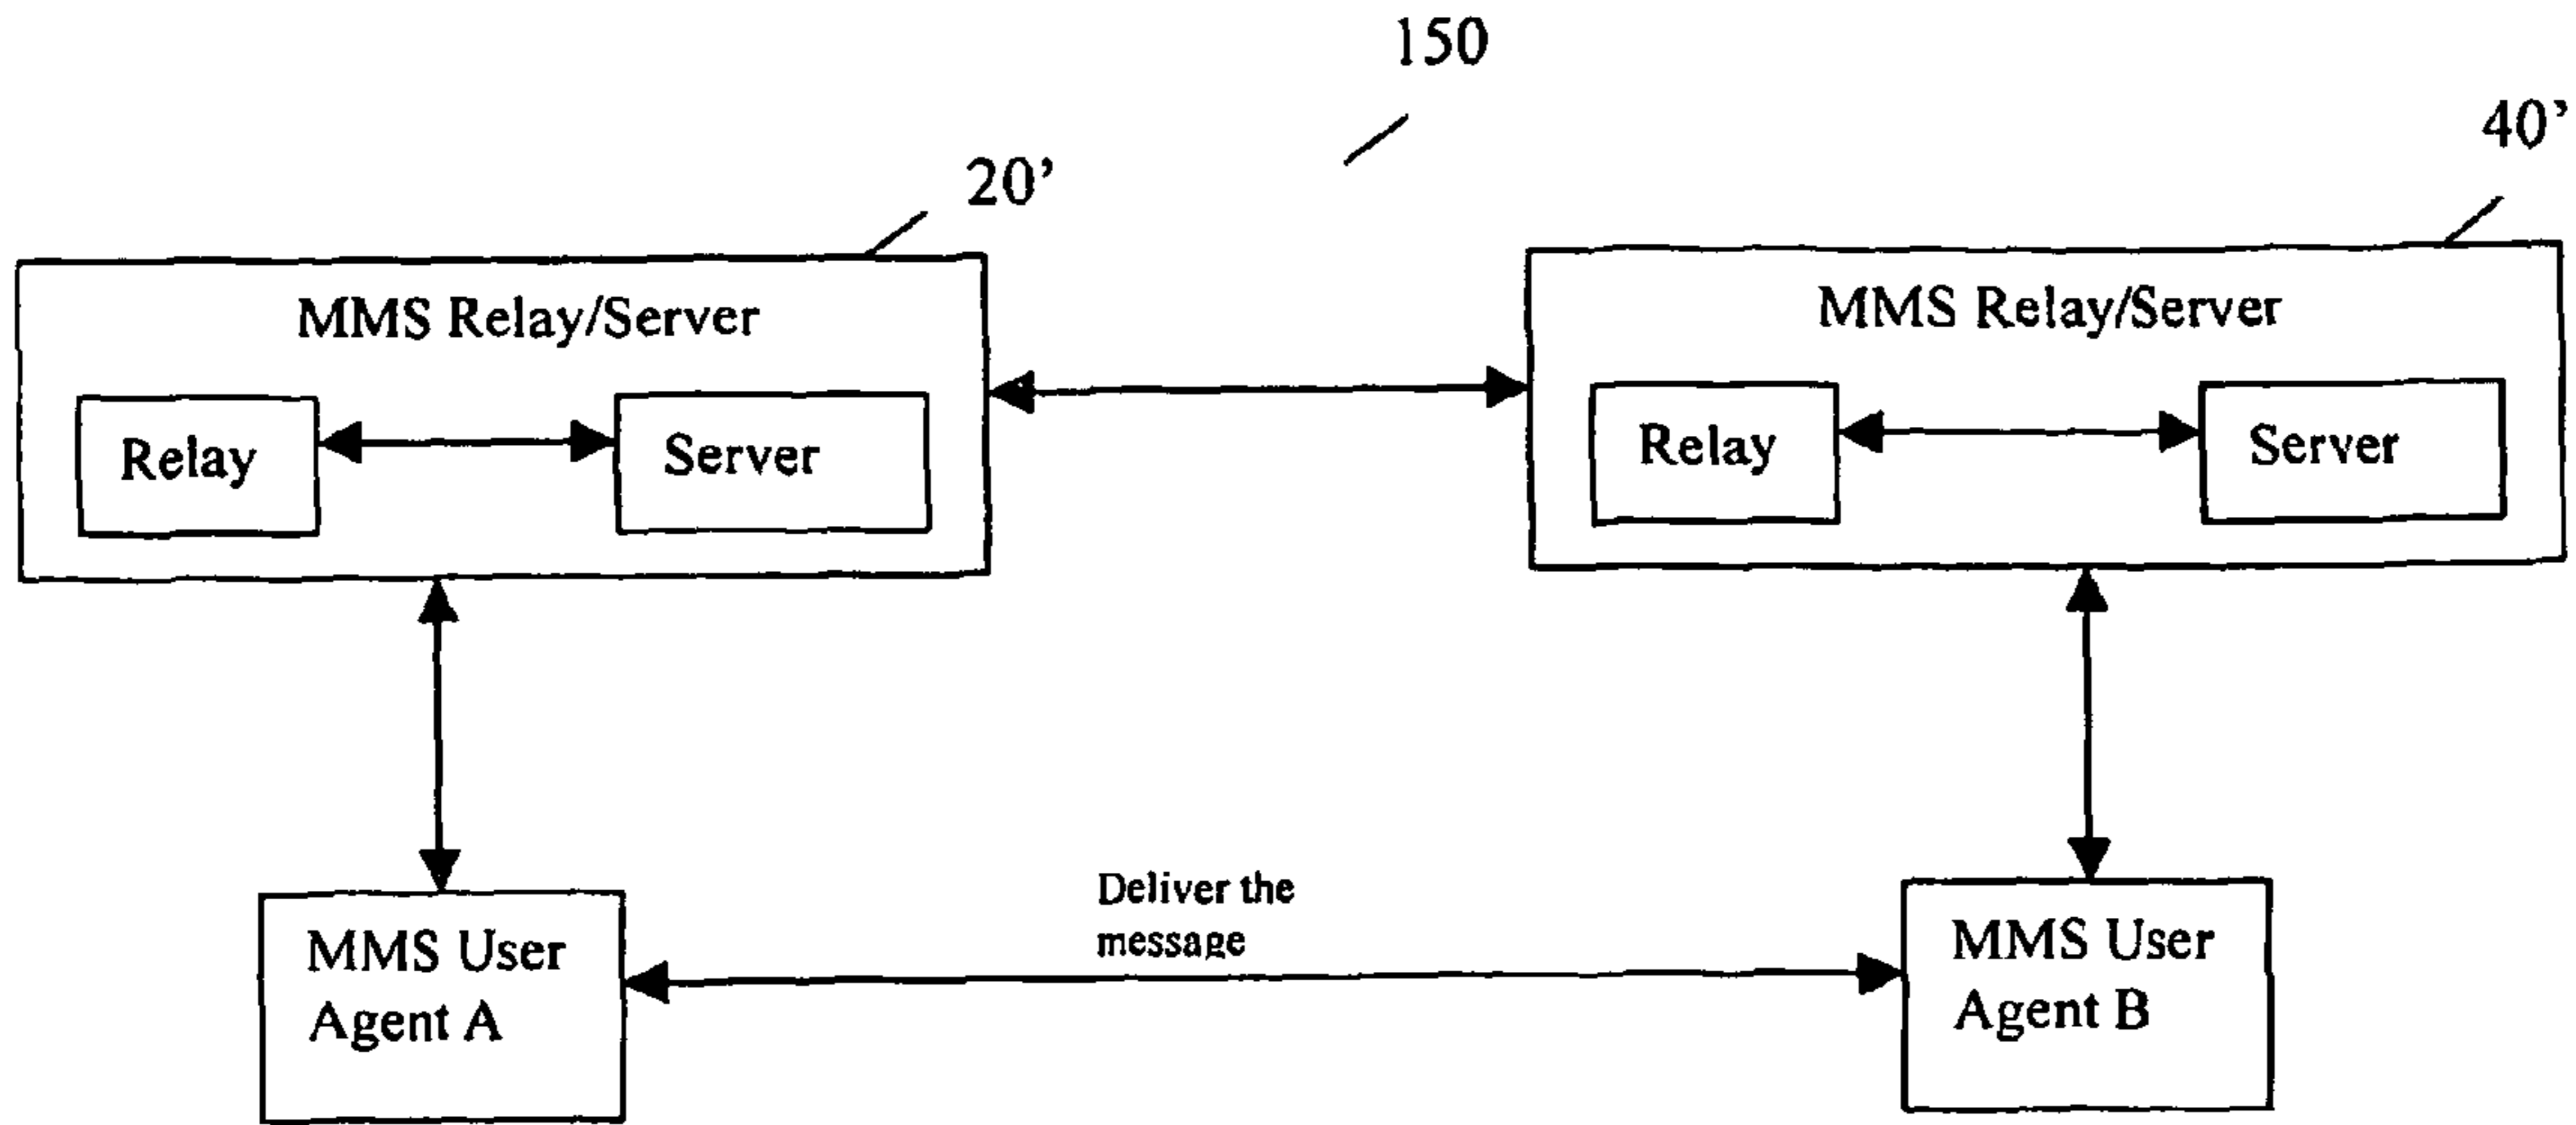 150
40’
20’
MMS Relay/Server
MMS Relay/Server
Relay
Server
Relay
Server
Deliver the
message
MMS User
Agent A
MMS User
Agent B